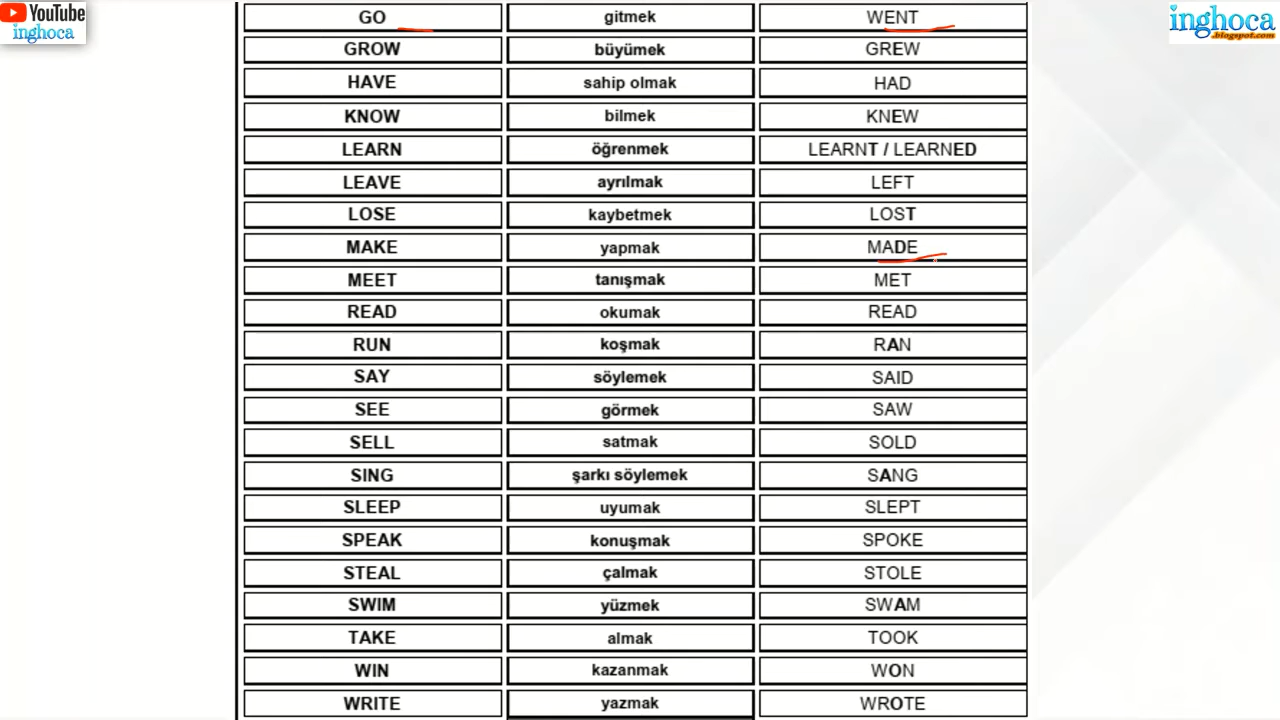 YouTube
inghoca
inghoca
.blogspot.com
GO gitmek WENT
GROW büyümek GREW
HAVE sahip olmak HAD
KNOW bilmek KNEW
LEARN öğrenmek LEARNT / LEARNED
LEAVE ayrılmak LEFT
LOSE kaybetmek LOST
MAKE yapmak MADE
MEET tanışmak MET
READ okumak READ
RUN koşmak RAN
SAY söylemek SAID
SEE görmek SAW
SELL satmak SOLD
SING şarkı söylemek SANG
SLEEP uyumak SLEPT
SPEAK konuşmak SPOKE
STEAL çalmak STOLE
SWIM yüzmek SWAM
TAKE almak TOOK
WIN kazanmak WON
WRITE yazmak WROTE